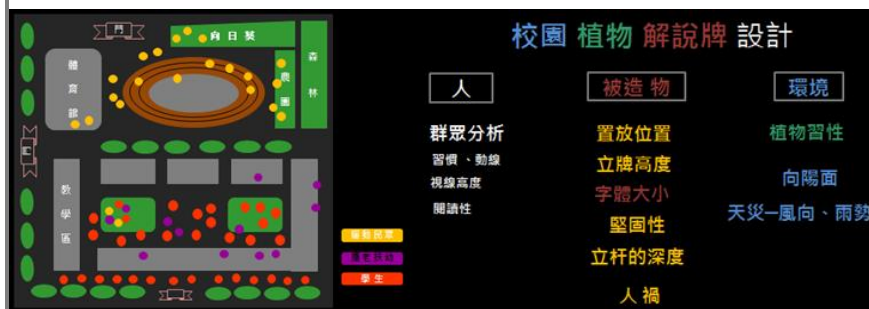 門
向日葵
森林
農園
體育館
門
教學區
學生
門
校園 植物 解說牌 設計
人
群眾分析
習慣、動線
視線高度
閱讀性
被造物
置放位置
立牌高度
字體大小
堅固性
立杆的深度
人禍
環境
植物習性
向陽面
天災─風向、雨勢